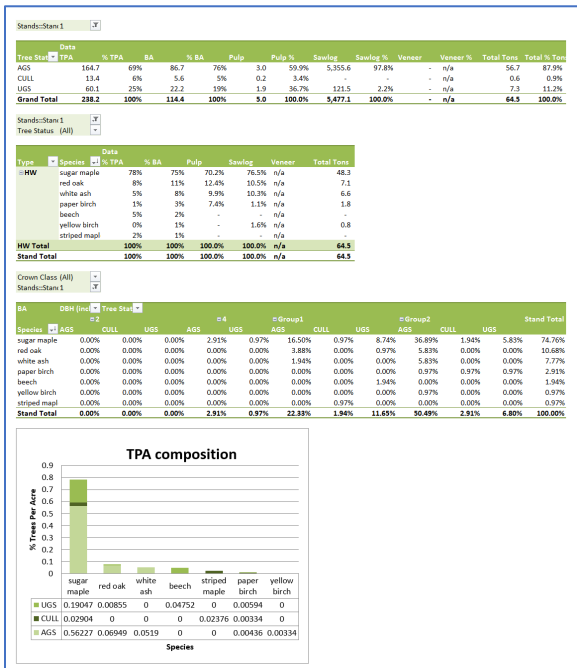 Stands::Stand 1
Data
Tree Stat TPA % TPA BA % BA Pulp Pulp % Sawlog Sawlog % Veneer Veneer % Total Tons Total % Ton
AGS 164.7 69% 86.7 76% 3.0 59.9% 5,355.6 97.8% - n/a 56.7 87.9%
CULL 13.4 6% 5.6 5% 0.2 3.4% - - - n/a 0.6 0.9%
UGS 60.1 25% 22.2 19% 1.9 36.7% 121.5 2.2% - n/a 7.3 11.2%
Grand Total 238.2 100% 114.4 100% 5.0 100.0% 5,477.1 100.0% - n/a 64.5 100.0%
Stands::Stand 1
Tree Status (All)
Data
Type Species % TPA % BA Pulp Sawlog Veneer Total Tons
HW sugar maple 78% 75% 70.2% 76.5% n/a 48.3
red oak 8% 11% 12.4% 10.5% n/a 7.1
white ash 5% 8% 9.9% 10.3% n/a 6.6
paper birch 1% 3% 7.4% 1.1% n/a 1.8
beech 5% 2% - - n/a -
yellow birch 0% 1% - 1.6% n/a 0.8
striped mapl 2% 1% - - n/a -
HW Total 100% 100% 100.0% 100.0% n/a 64.5
Stand Total 100% 100% 100.0% 100.0% n/a 64.5
Crown Class (All)
Stands::Stand 1
BA DBH (incl Tree Stat
2 4 Group1 Group2 Stand Total
Species AGS CULL UGS AGS UGS AGS CULL UGS AGS CULL UGS
sugar maple 0.00% 0.00% 0.00% 2.91% 0.97% 16.50% 0.97% 8.74% 36.89% 1.94% 5.83% 74.76%
red oak 0.00% 0.00% 0.00% 0.00% 0.00% 3.88% 0.00% 0.97% 5.83% 0.00% 0.00% 10.68%
white ash 0.00% 0.00% 0.00% 0.00% 0.00% 1.94% 0.00% 0.00% 5.83% 0.00% 0.00% 7.77%
paper birch 0.00% 0.00% 0.00% 0.00% 0.00% 0.00% 0.00% 0.00% 0.97% 0.97% 0.97% 2.91%
beech 0.00% 0.00% 0.00% 0.00% 0.00% 0.00% 0.00% 1.94% 0.00% 0.00% 0.00% 1.94%
yellow birch 0.00% 0.00% 0.00% 0.00% 0.00% 0.00% 0.00% 0.00% 0.97% 0.00% 0.00% 0.97%
striped mapl 0.00% 0.00% 0.00% 0.00% 0.00% 0.00% 0.97% 0.00% 0.00% 0.00% 0.00% 0.97%
Stand Total 0.00% 0.00% 0.00% 2.91% 0.97% 22.33% 1.94% 11.65% 50.49% 2.91% 6.80% 100.00%
TPA composition
% Trees Per Acre
0.9
0.8
0.7
0.6
0.5
0.4
0.3
0.2
0.1
0
sugar maple red oak white ash beech striped maple paper birch yellow birch
UGS 0.19047 0.00855 0 0.04752 0 0.00594 0
CULL 0.02904 0 0 0 0.02376 0.00334 0
AGS 0.56227 0.06949 0.0519 0 0 0.00436 0.00334
Species